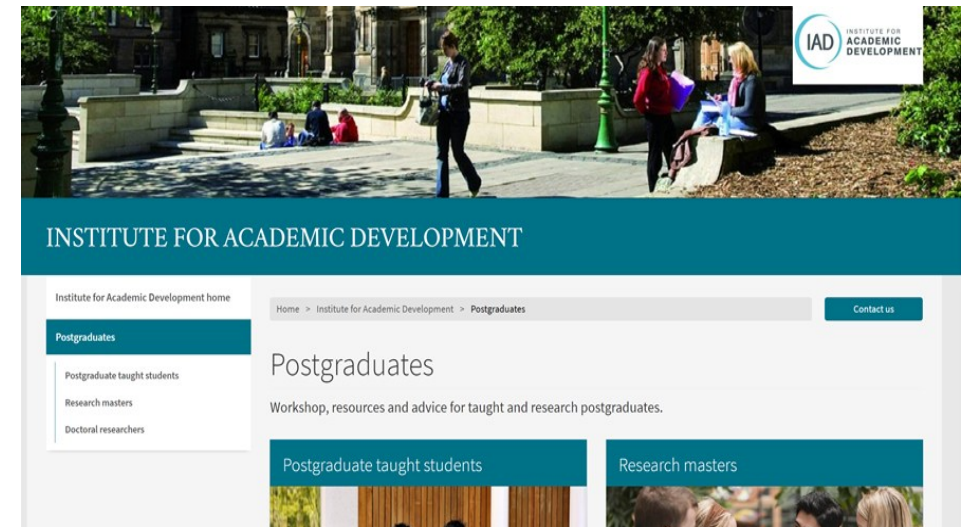 IAD
INSTITUTE FOR
ACADEMIC
DEVELOPMENT
INSTITUTE FOR ACADEMIC DEVELOPMENT
Institute for Academic Development home
Postgraduates
Postgraduate taught students
Research masters
Doctoral researchers
Home > Institute for Academic Development > Postgraduates
Contact us
Postgraduates
Workshop, resources and advice for taught and research postgraduates.
Postgraduate taught students
Research masters